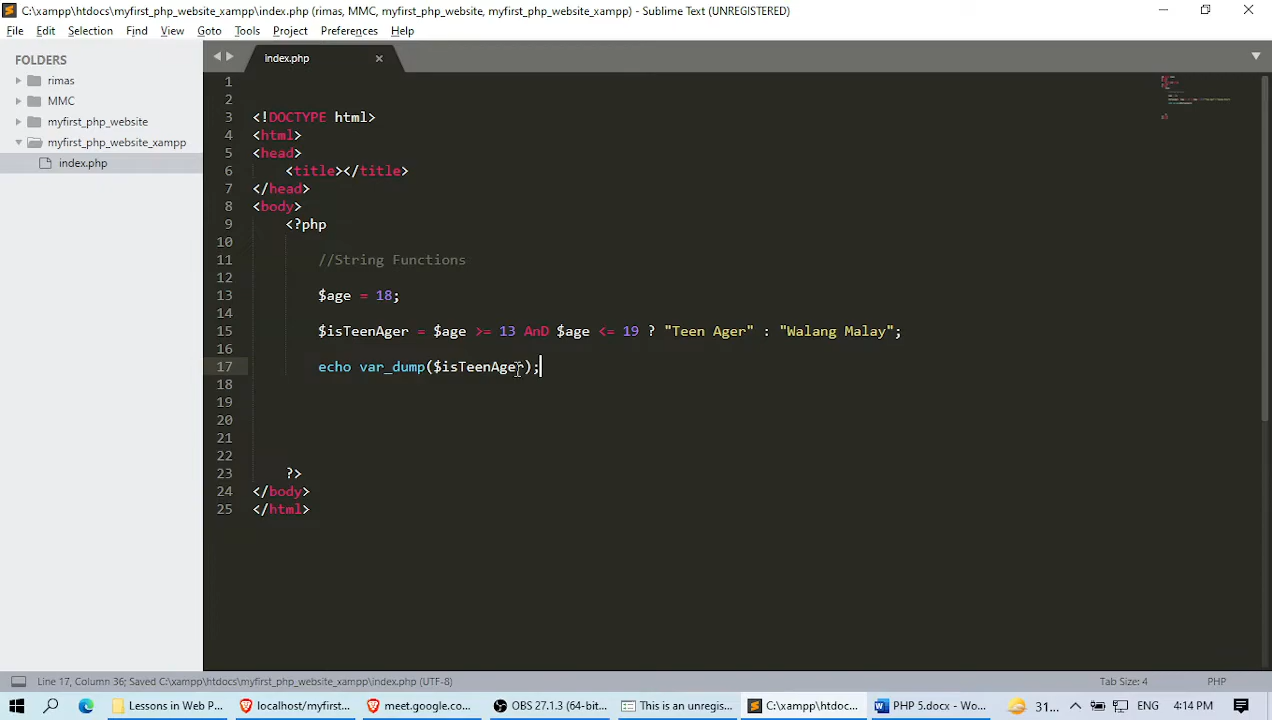 C:\xampp\htdocs\myfirst_php_website_xampp\index.php (rimas, MMC, myfirst_php_website, myfirst_php_website_xampp) - Sublime Text (UNREGISTERED)
File Edit Selection Find View Goto Tools Project Preferences Help
FOLDERS
rimas
MMC
myfirst_php_website
myfirst_php_website_xampp
index.php
index.php
1
2
3 <!DOCTYPE html>
4 <html>
5 <head>
6 <title></title>
7 </head>
8 <body>
9 <?php
10
11 //String Functions
12
13 $age = 18;
14
15 $isTeenAger = $age >= 13 AnD $age <= 19 ? "Teen Ager" : "Walang Malay";
16
17 echo var_dump($isTeenAger);
18
19
20
21
22
23 ?>
24 </body>
25 </html>
Line 17, Column 36; Saved C:\xampp\htdocs\myfirst_php_website_xampp\index.php (UTF-8) Tab Size: 4 PHP
Lessons in Web P... localhost/myfirs... meet.google.co... OBS 27.1.3 (64-bit... This is an unregis... C:\xampp\htdoc... PHP 5.docx - Wo... 31... ENG 4:14 PM